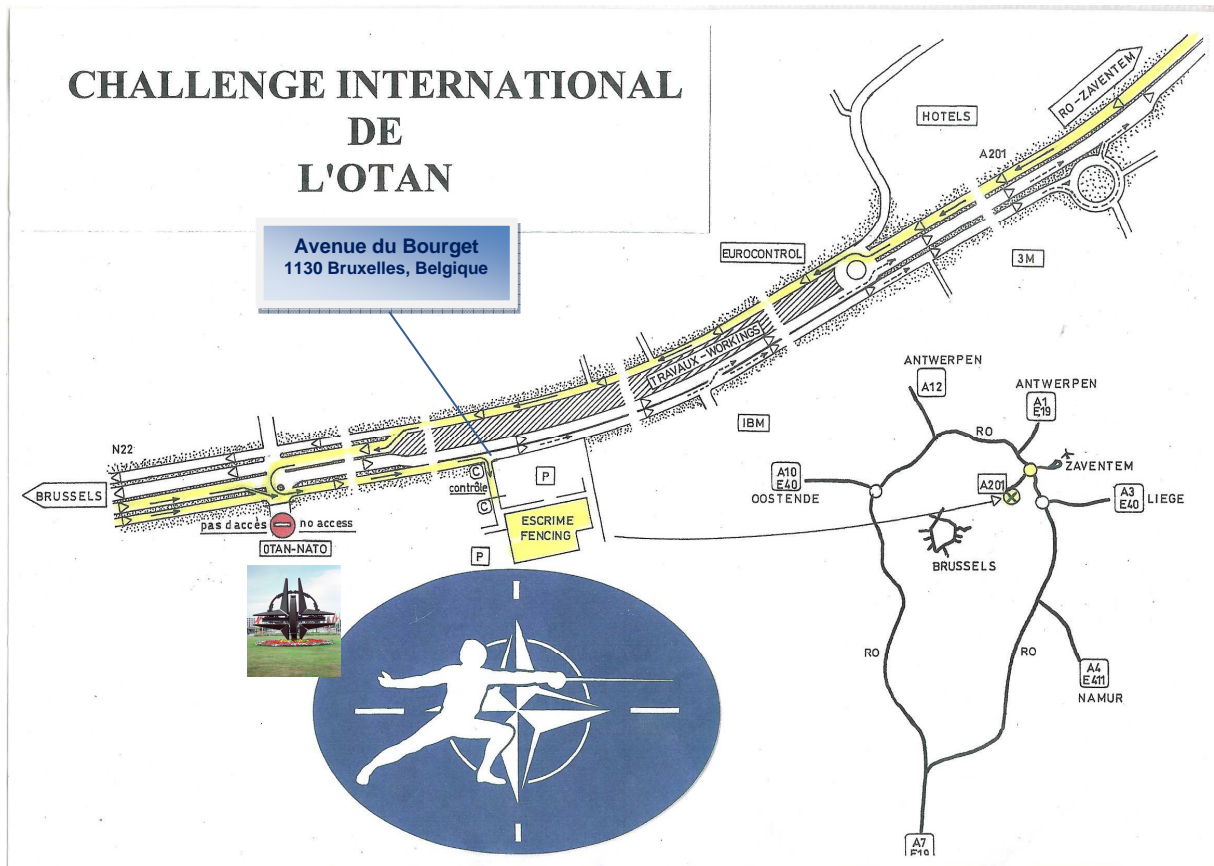 CHALLENGE INTERNATIONAL
DE
L'OTAN
Avenue du Bourget
1130 Bruxelles, Belgique
HOTELS
RO-ZAVENTEM
A201
EUROCONTROL
3M
TRAVAUX-WORKINGS
IBM
N22
BRUSSELS
C
contrôle
C
P
pas d'accès
no access
OTAN-NATO
ESCRIME
FENCING
P
ANTWERPEN
A12
ANTWERPEN
A1
E19
RO
ZAVENTEM
A10
E40
OOSTENDE
A201
A3
E40
LIEGE
BRUSSELS
RO
RO
A4
E411
NAMUR
A7
E19